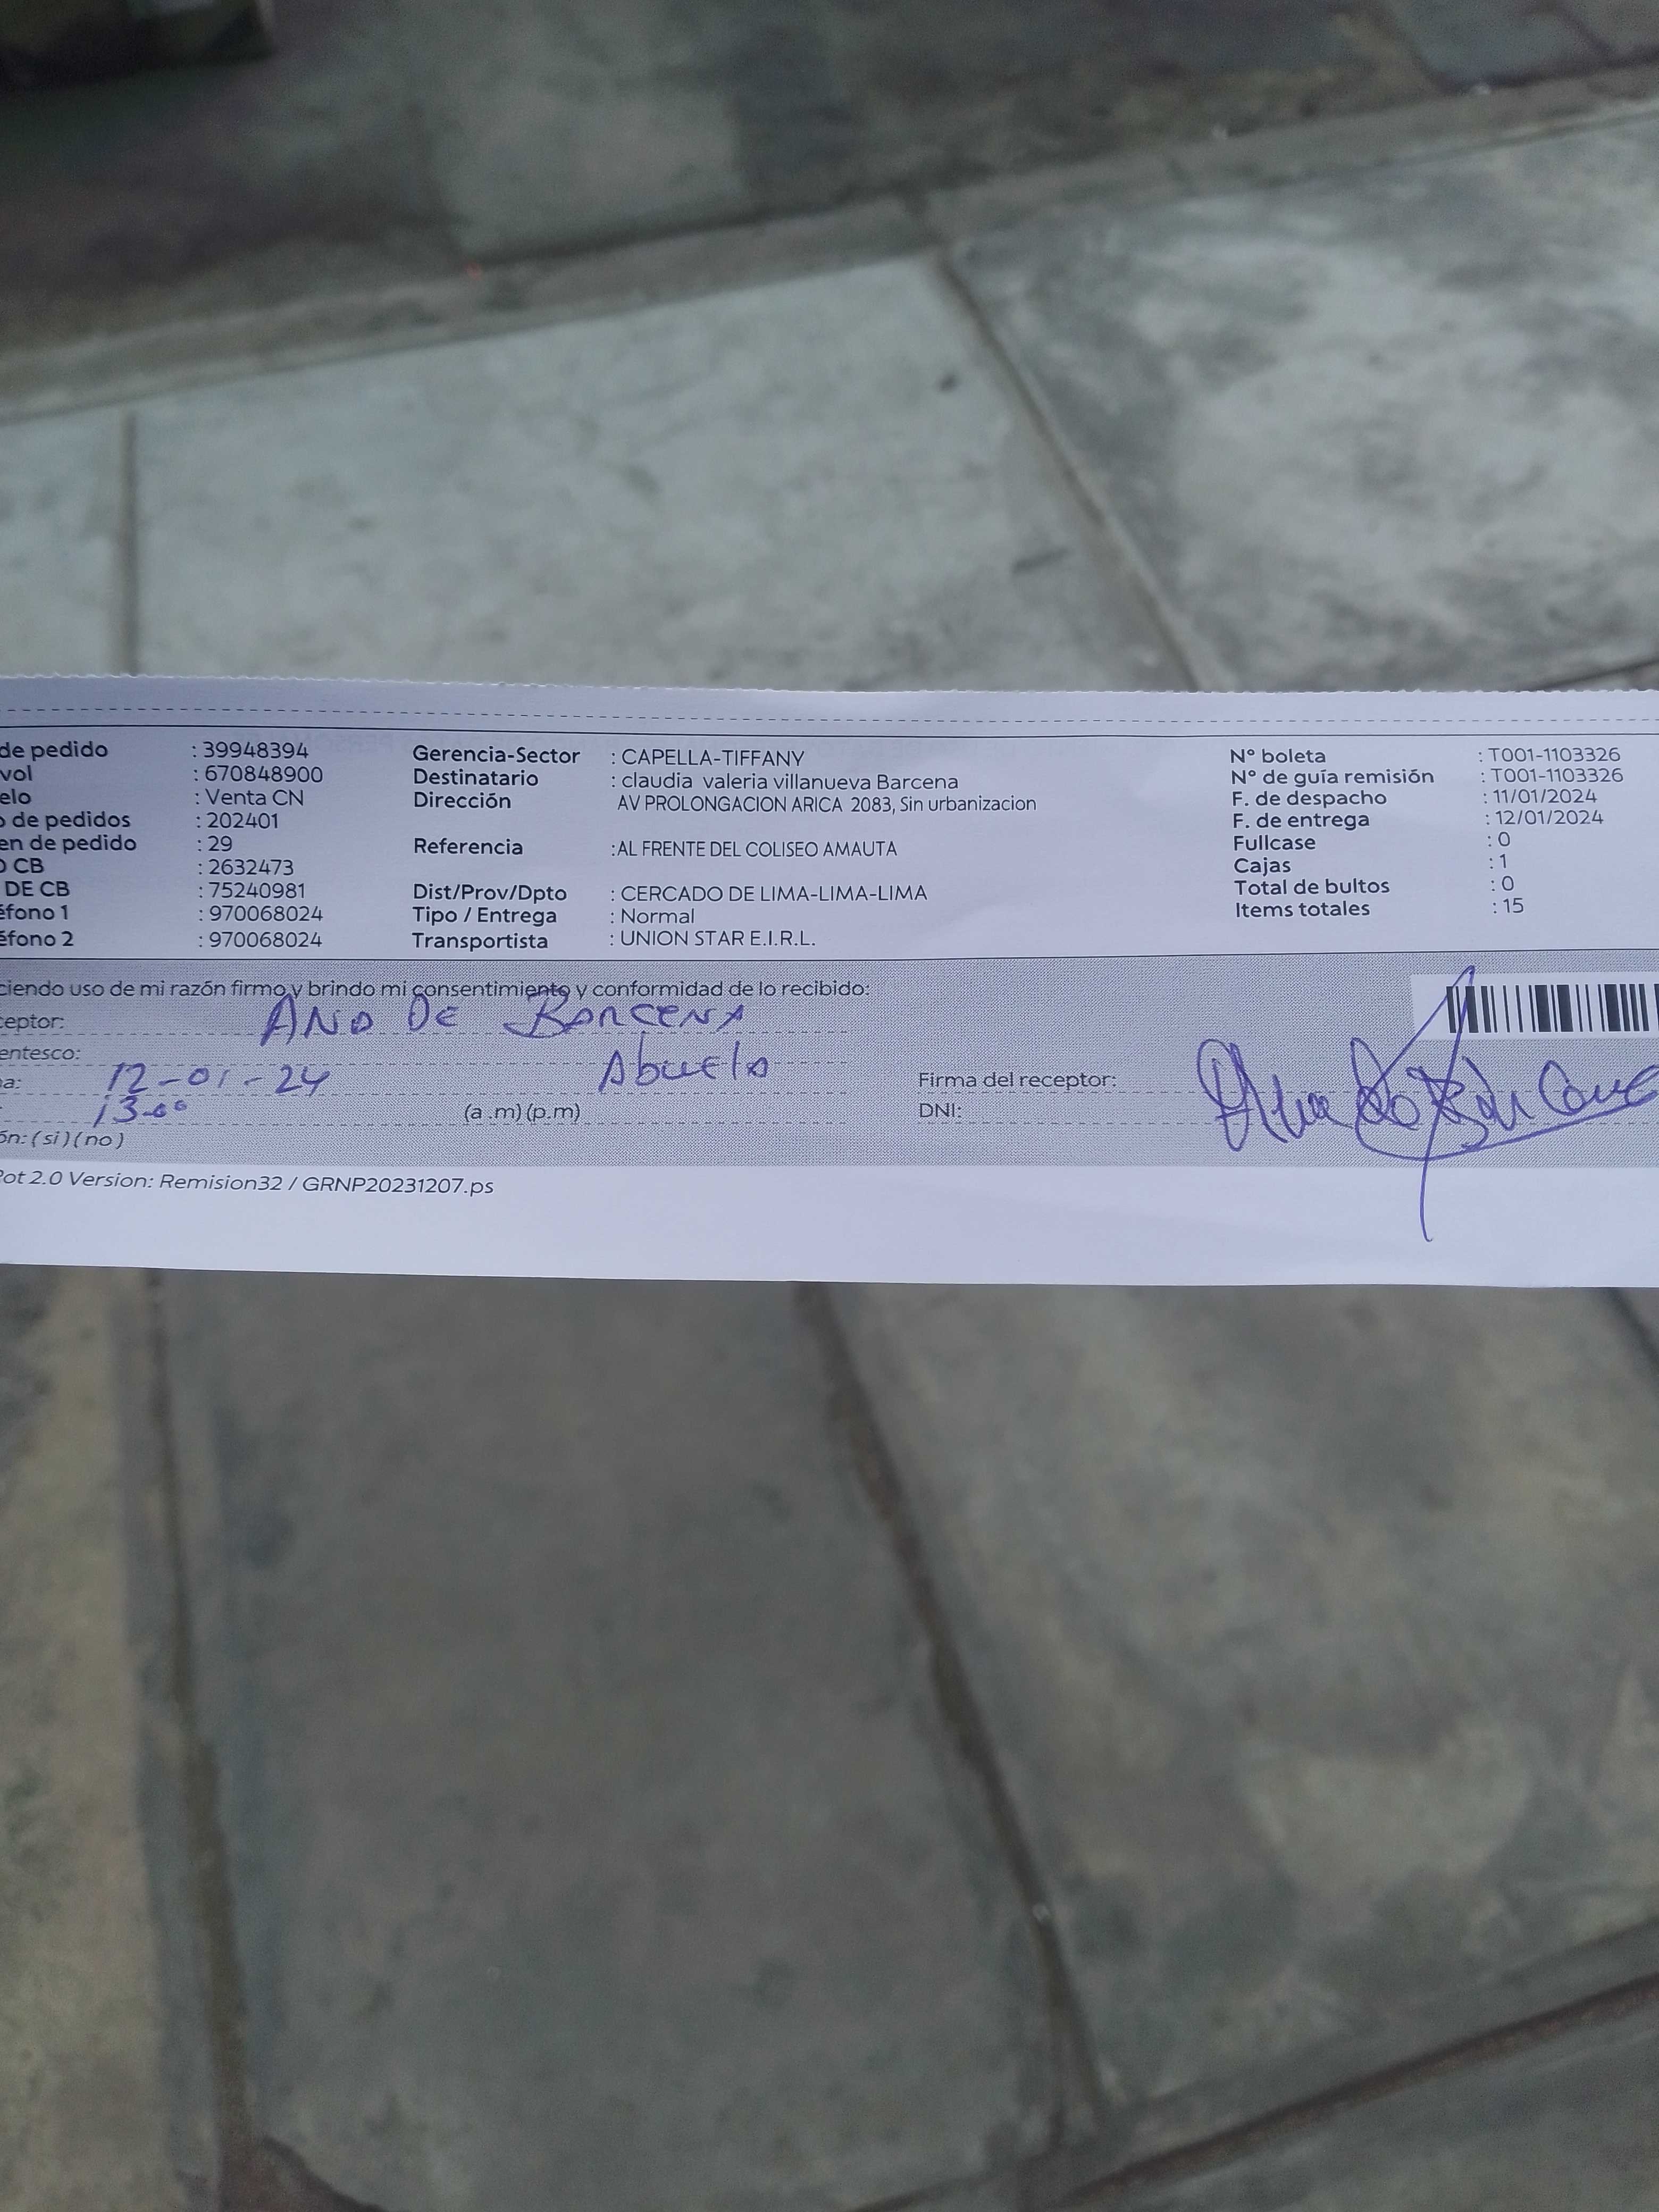 de pedido : 39948394 Gerencia-Sector : CAPELLA-TIFFANY Nº boleta : T001-1103326
vol : 670848900 Destinatario : claudia valeria villanueva Barcena Nº de guía remisión : T001-1103326
elo : Venta CN Dirección AV PROLONGACION ARICA 2083, Sin urbanizacion F. de despacho : 11/01/2024
o de pedidos : 202401 F. de entrega : 12/01/2024
en de pedido : 29 Referencia :AL FRENTE DEL COLISEO AMAUTA Fullcase : 0
O CB : 2632473 Cajas : 1
DE CB : 75240981 Dist/Prov/Dpto : CERCADO DE LIMA-LIMA-LIMA Total de bultos : 0
éfono 1 : 970068024 Tipo / Entrega : Normal Items totales : 15
éfono 2 : 970068024 Transportista : UNION STAR E.I.R.L.
ciendo uso de mi razón firmo y brindo mi consentimiento y conformidad de lo recibido:
ceptor: DE BARCENA
entesco: Abuela
a: 12-01-24 Firma del receptor:
13-00 (a.m) (p.m) DNI:
ón: ( si ) ( no )
Pot 2.0 Version: Remision32 / GRNP20231207.ps